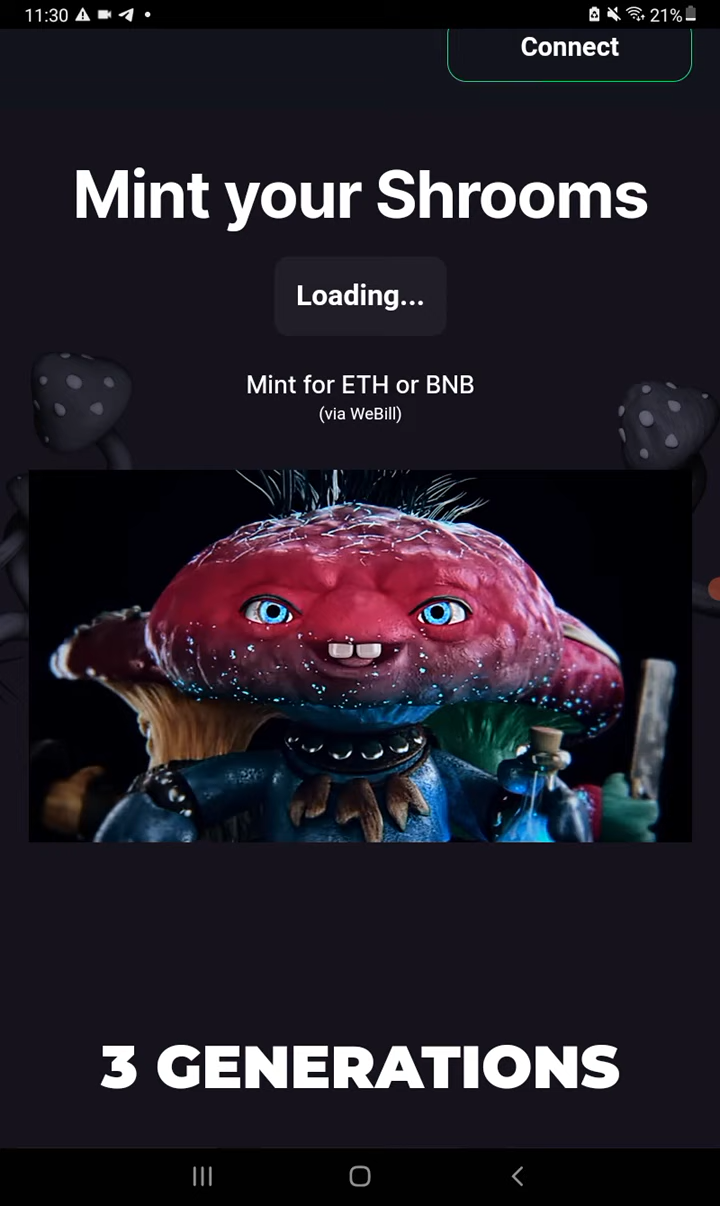 11:30
21%
Connect
Mint your Shrooms
Loading...
Mint for ETH or BNB
(via WeBill)
3 GENERATIONS